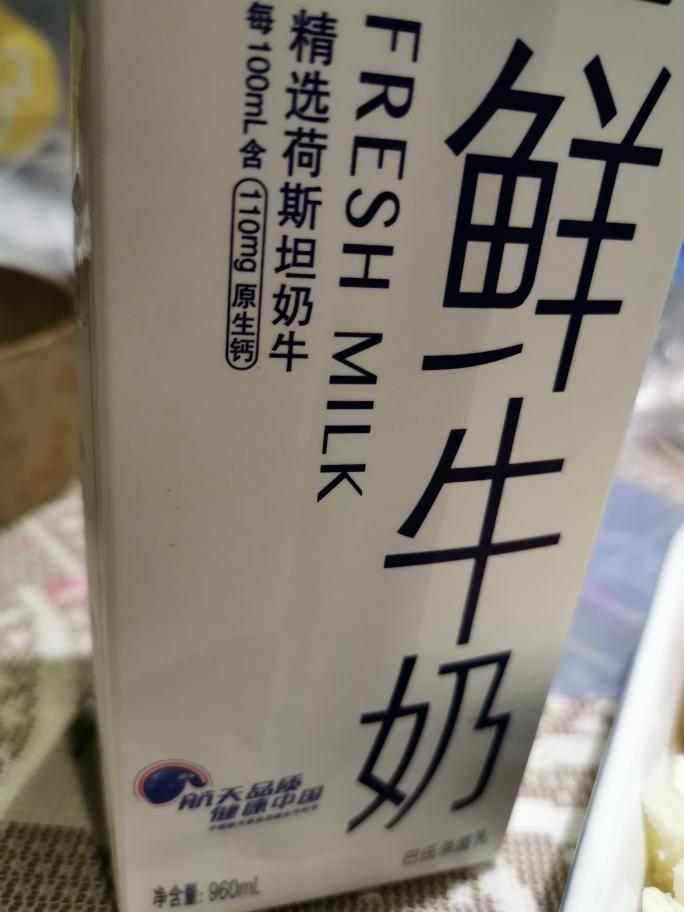 鲜牛奶
FRESH MILK
精选荷斯坦奶牛
每100mL含 110mg 原生钙
航天品质
健康中国
巴氏杀菌乳
净含量: 960mL